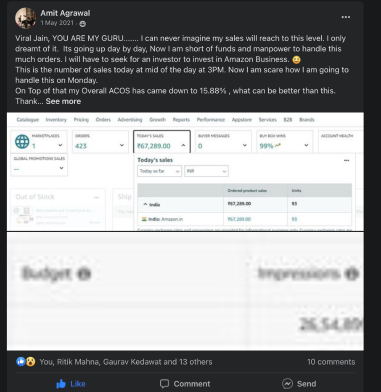 Amit Agrawal
1 May 2021 ·
Viral Jain, YOU ARE MY GURU....... I can never imagine my sales will reach to this level. I only
dreamt of it. Its going up day by day, Now I am short of funds and manpower to handle this
much orders. I will have to seek for an investor to invest in Amazon Business. 😅
This is the number of sales today at mid of the day at 3PM. Now I am scare how I am going to
handle this on Monday.
On Top of that my Overall ACOS has came down to 15.88% , what can be better than this.
Thank... See more
Catalogue Inventory Pricing Orders Advertising Growth Reports Performance Appstore Services B2B Brands
MARKETPLACES ORDERS TODAY'S SALES BUYER MESSAGES BUY BOX WINS ACCOUNT HEALTH
1 423 ₹67,289.00 0 99%
GLOBAL PROMOTIONS SALES
Today's sales
Today so far INR
Ordered product sales Units
India ₹67,289.00 93
India: Amazon.in ₹67,289.00 93
Out of Stock Ship
Budget Impressions
26,54,89
You, Ritik Mahna, Gaurav Kedawat and 13 others 10 comments
Like Comment Send